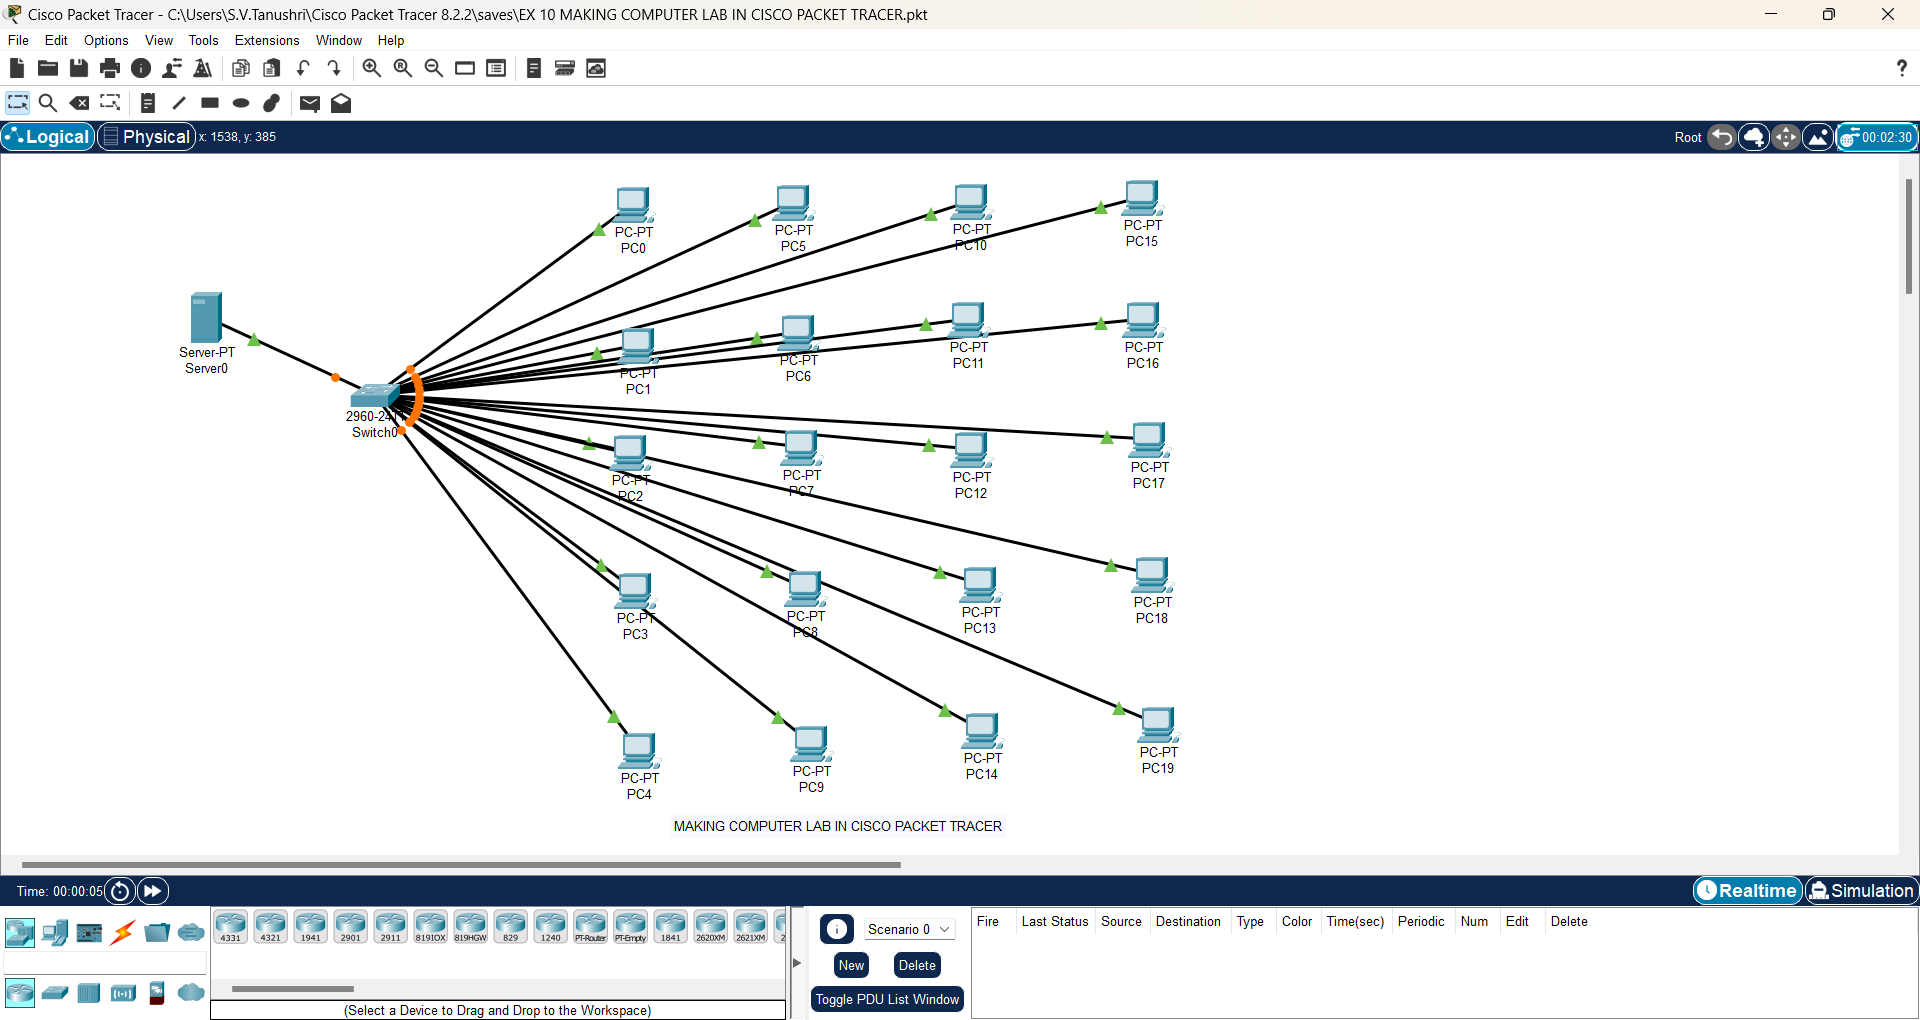 Cisco Packet Tracer - C:\Users\S.V.Tanushri\Cisco Packet Tracer 8.2.2\saves\EX 10 MAKING COMPUTER LAB IN CISCO PACKET TRACER.pkt
File Edit Options View Tools Extensions Window Help
?
Logical Physical x: 1538, y: 385 Root 00:02:30
PC-PT
PC0
PC-PT
PC5
PC-PT
PC10
PC-PT
PC15
Server-PT
Server0
PC-PT
PC1
PC-PT
PC6
PC-PT
PC11
PC-PT
PC16
Switch0
PC-PT
PC2
PC-PT
PC7
PC-PT
PC12
PC-PT
PC17
PC-PT
PC3
PC-PT
PC8
PC-PT
PC13
PC-PT
PC18
PC-PT
PC4
PC-PT
PC9
PC-PT
PC14
PC-PT
PC19
MAKING COMPUTER LAB IN CISCO PACKET TRACER
Time: 00:00:05 Realtime Simulation
4331 4321 1941 2901 2911 819IOX 819HGW 829 1240 PT-Router PT-Empty 1841 2620XM 2621XM
(Select a Device to Drag and Drop to the Workspace)
Scenario 0
New Delete
Toggle PDU List Window
Fire Last Status Source Destination Type Color Time(sec) Periodic Num Edit Delete